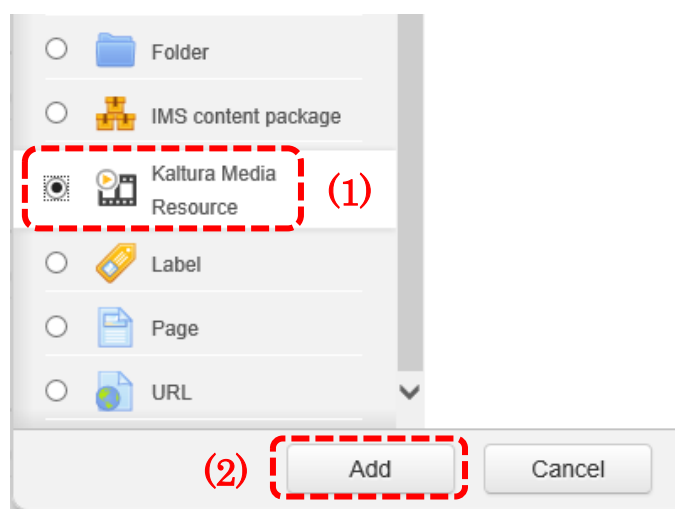 Folder
IMS content package
Kaltura Media
Resource
(1)
Label
Page
URL
(2)
Add
Cancel